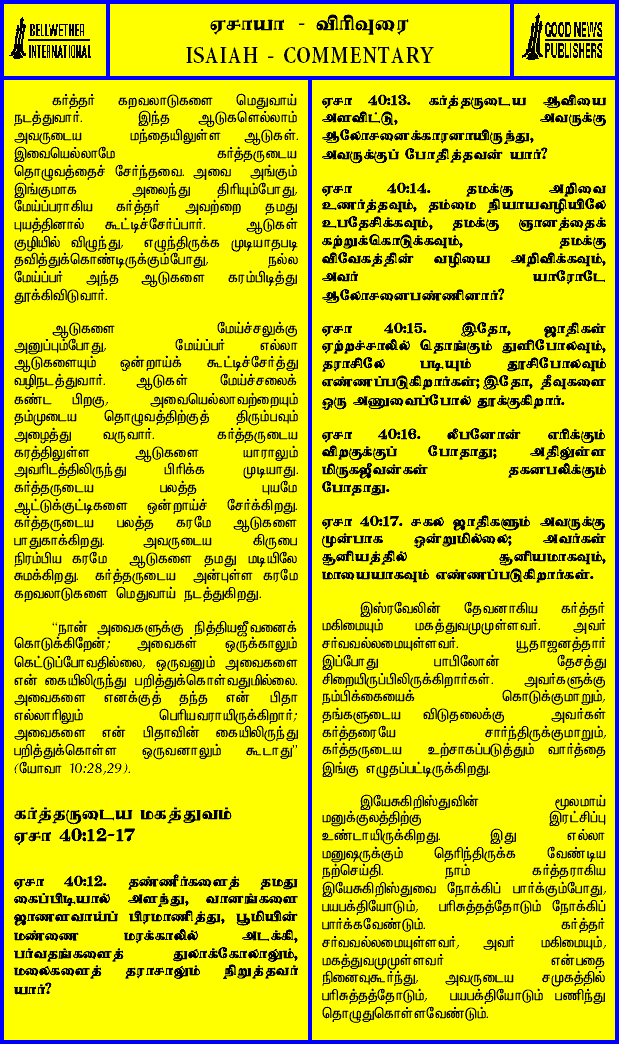 BELLWETHER
INTERNATIONAL
ஏசாயா - விரிவுரை
ISAIAH - COMMENTARY
GOOD NEWS
PUBLISHERS
கர்த்தர் கறவலாடுகளை மெதுவாய்
நடத்துவார். இந்த ஆடுகளெல்லாம்
அவருடைய மந்தையிலுள்ள ஆடுகள்.
இவையெல்லாமே கர்த்தருடைய
தொழுவத்தைச் சேர்ந்தவை. அவை அங்கும்
இங்குமாக அலைந்து திரியும்போது,
மேய்ப்பராகிய கர்த்தர் அவற்றை தமது
புயத்தினால் கூட்டிச்சேர்ப்பார். ஆடுகள்
குழியில் விழுந்து, எழுந்திருக்க முடியாதபடி
தவித்துக்கொண்டிருக்கும்போது, நல்ல
மேய்ப்பர் அந்த ஆடுகளை கரம்பிடித்து
தூக்கிவிடுவார்.
ஆடுகளை மேய்ச்சலுக்கு
அனுப்பும்போது, மேய்ப்பர் எல்லா
ஆடுகளையும் ஒன்றாய்க் கூட்டிச்சேர்த்து
வழிநடத்துவார். ஆடுகள் மேய்ச்சலைக்
கண்ட பிறகு, அவையெல்லாவற்றையும்
தம்முடைய தொழுவத்திற்குத் திரும்பவும்
அழைத்து வருவார். கர்த்தருடைய
கரத்திலுள்ள ஆடுகளை யாராலும்
அவரிடத்திலிருந்து பிரிக்க முடியாது.
கர்த்தருடைய பலத்த புயமே
ஆட்டுக்குட்டிகளை ஒன்றாய்ச் சேர்க்கிறது.
கர்த்தருடைய பலத்த கரமே ஆடுகளை
பாதுகாக்கிறது. அவருடைய கிருபை
நிரம்பிய கரமே ஆடுகளை தமது மடியிலே
சுமக்கிறது. கர்த்தருடைய அன்புள்ள கரமே
கறவலாடுகளை மெதுவாய் நடத்துகிறது.
“நான் அவைகளுக்கு நித்தியஜீவனைக்
கொடுக்கிறேன்; அவைகள் ஒருக்காலும்
கெட்டுப்போவதில்லை, ஒருவனும் அவைகளை
என் கையிலிருந்து பறித்துக்கொள்வதுமில்லை.
அவைகளை எனக்குத் தந்த என் பிதா
எல்லாரிலும் பெரியவராயிருக்கிறார்;
அவைகளை என் பிதாவின் கையிலிருந்து
பறித்துக்கொள்ள ஒருவனாலும் கூடாது”
(யோவா 10:28,29).
கர்த்தருடைய மகத்துவம்
ஏசா 40:12-17
ஏசா 40:12. தண்ணீர்களைத் தமது
கைப்பிடியால் அளந்து, வானங்களை
ஜாணளவாய்ப் பிரமாணித்து, பூமியின்
மண்ணை மரக்காலில் அடக்கி,
பர்வதங்களைத் துலாக்கோலாலும்,
மலைகளைத் தராசாலும் நிறுத்தவர்
யார்?
ஏசா 40:13. கர்த்தருடைய ஆவியை
அளவிட்டு, அவருக்கு
ஆலோசனைக்காரனாயிருந்து,
அவருக்குப் போதித்தவன் யார்?
ஏசா 40:14. தமக்கு அறிவை
உணர்த்தவும், தம்மை நியாயவழியிலே
உபதேசிக்கவும், தமக்கு ஞானத்தைக்
கற்றுக்கொடுக்கவும், தமக்கு
விவேகத்தின் வழியை அறிவிக்கவும்,
அவர் யாரோடே
ஆலோசனைபண்ணினார்?
ஏசா 40:15. இதோ, ஜாதிகள்
ஏற்றச்சாலில் தொங்கும் துளிபோலவும்,
தராசிலே படியும் தூசிபோலவும்
எண்ணப்படுகிறார்கள்; இதோ, தீவுகளை
ஒரு அணுவைப்போல் தூக்குகிறார்.
ஏசா 40:16. லீபனோன் எரிக்கும்
விறகுக்குப் போதாது; அதிலுள்ள
மிருகஜீவன்கள் தகனபலிக்கும்
போதாது.
ஏசா 40:17. சகல ஜாதிகளும் அவருக்கு
முன்பாக ஒன்றுமில்லை; அவர்கள்
சூனியத்தில் சூனியமாகவும்,
மாயையாகவும் எண்ணப்படுகிறார்கள்.
இஸ்ரவேலின் தேவனாகிய கர்த்தர்
மகிமையும் மகத்துவமுமுள்ளவர். அவர்
சர்வவல்லமையுள்ளவர். யூதாஜனத்தார்
இப்போது பாபிலோன் தேசத்து
சிறையிருப்பிலிருக்கிறார்கள். அவர்களுக்கு
நம்பிக்கையைக் கொடுக்குமாறும்,
தங்களுடைய விடுதலைக்கு அவர்கள்
கர்த்தரையே சார்ந்திருக்குமாறும்,
கர்த்தருடைய உற்சாகப்படுத்தும் வார்த்தை
இங்கு எழுதப்பட்டிருக்கிறது.
இயேசுகிறிஸ்துவின் மூலமாய்
மனுக்குலத்திற்கு இரட்சிப்பு
உண்டாயிருக்கிறது. இது எல்லா
மனுஷருக்கும் தெரிந்திருக்க வேண்டிய
நற்செய்தி. நாம் கர்த்தராகிய
இயேசுகிறிஸ்துவை நோக்கிப் பார்க்கும்போது,
பயபக்தியோடும், பரிசுத்தத்தோடும் நோக்கிப்
பார்க்கவேண்டும். கர்த்தர்
சர்வவல்லமையுள்ளவர், அவர் மகிமையும்,
மகத்துவமுமுள்ளவர் என்பதை
நினைவுகூர்ந்து, அவருடைய சமுகத்தில்
பரிசுத்தத்தோடும், பயபக்தியோடும் பணிந்து
தொழுதுகொள்ளவேண்டும்.